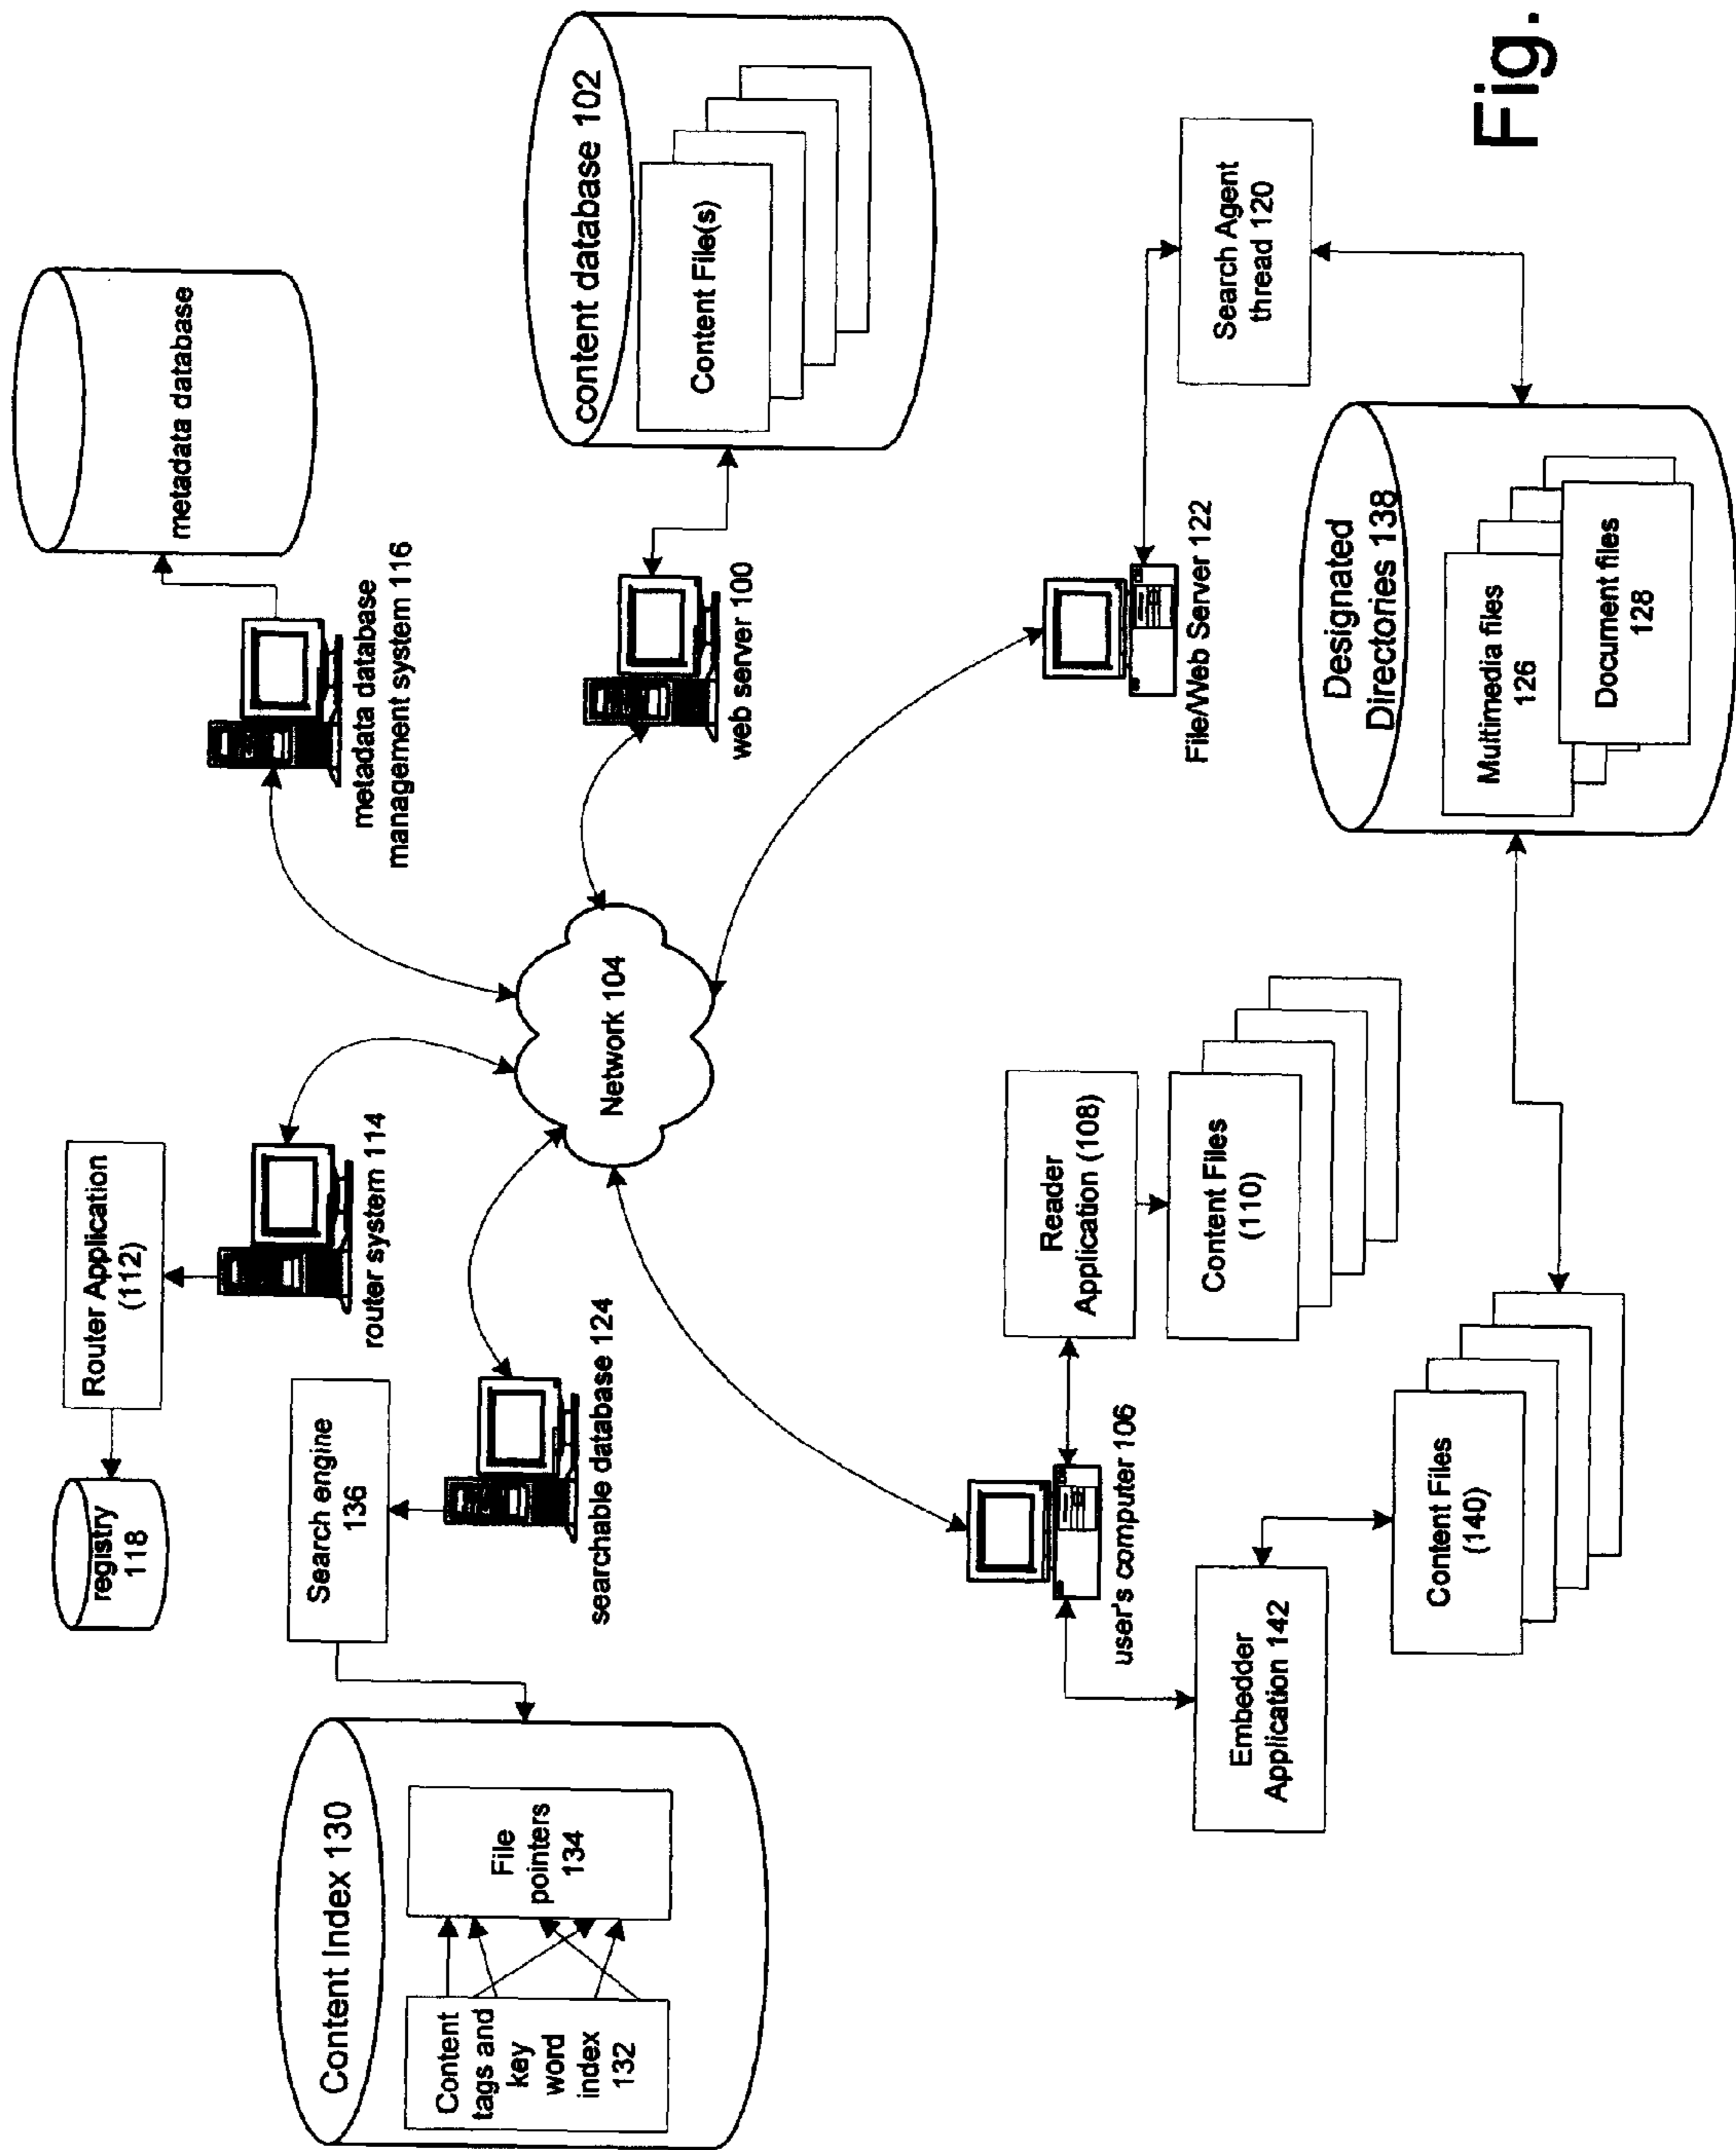 Content Index 130
Content
tags and
key
word
index
132
File
pointers
134
registry
118
Router Application
(112)
Search engine
136
router system 114
searchable database 124
metadata database
metadata database
management system 116
content database 102
Content File(s)
web server 100
Network 104
user's computer 106
Reader
Application (108)
Content Files
(110)
Embedder
Application 142
Content Files
(140)
File/Web Server 122
Search Agent
thread 120
Designated
Directories 138
Multimedia files
126
Document files
128
Fig.